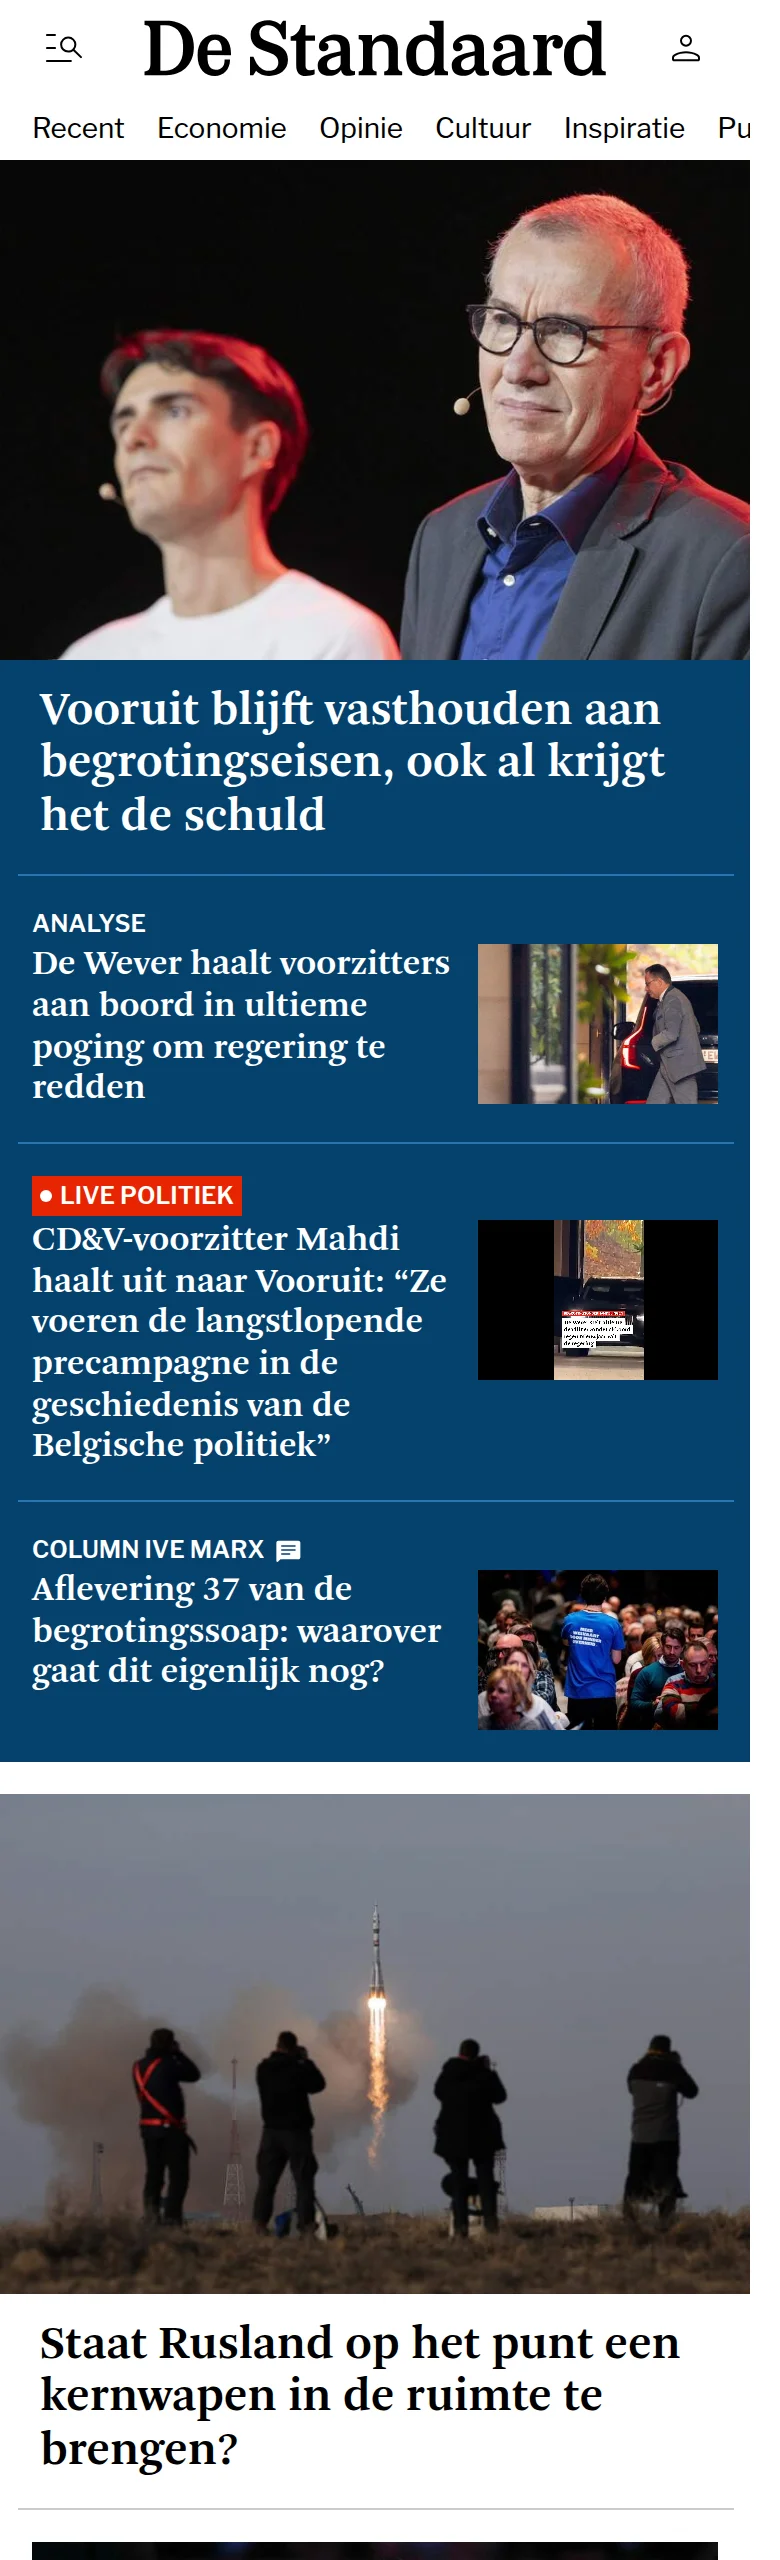 De Standaard
Recent Economie Opinie Cultuur Inspiratie
Vooruit blijft vasthouden aan
begrotingseisen, ook al krijgt
het de schuld
ANALYSE
De Wever haalt voorzitters
aan boord in ultieme
poging om regering te
redden
LIVE POLITIEK
CD&V-voorzitter Mahdi
haalt uit naar Vooruit: “Ze
voeren de langstlopende
precampagne in de
geschiedenis van de
Belgische politiek”
COLUMN IVE MARX
Aflevering 37 van de
begrotingssoap: waarover
gaat dit eigenlijk nog?
Staat Rusland op het punt een
kernwapen in de ruimte te
brengen?